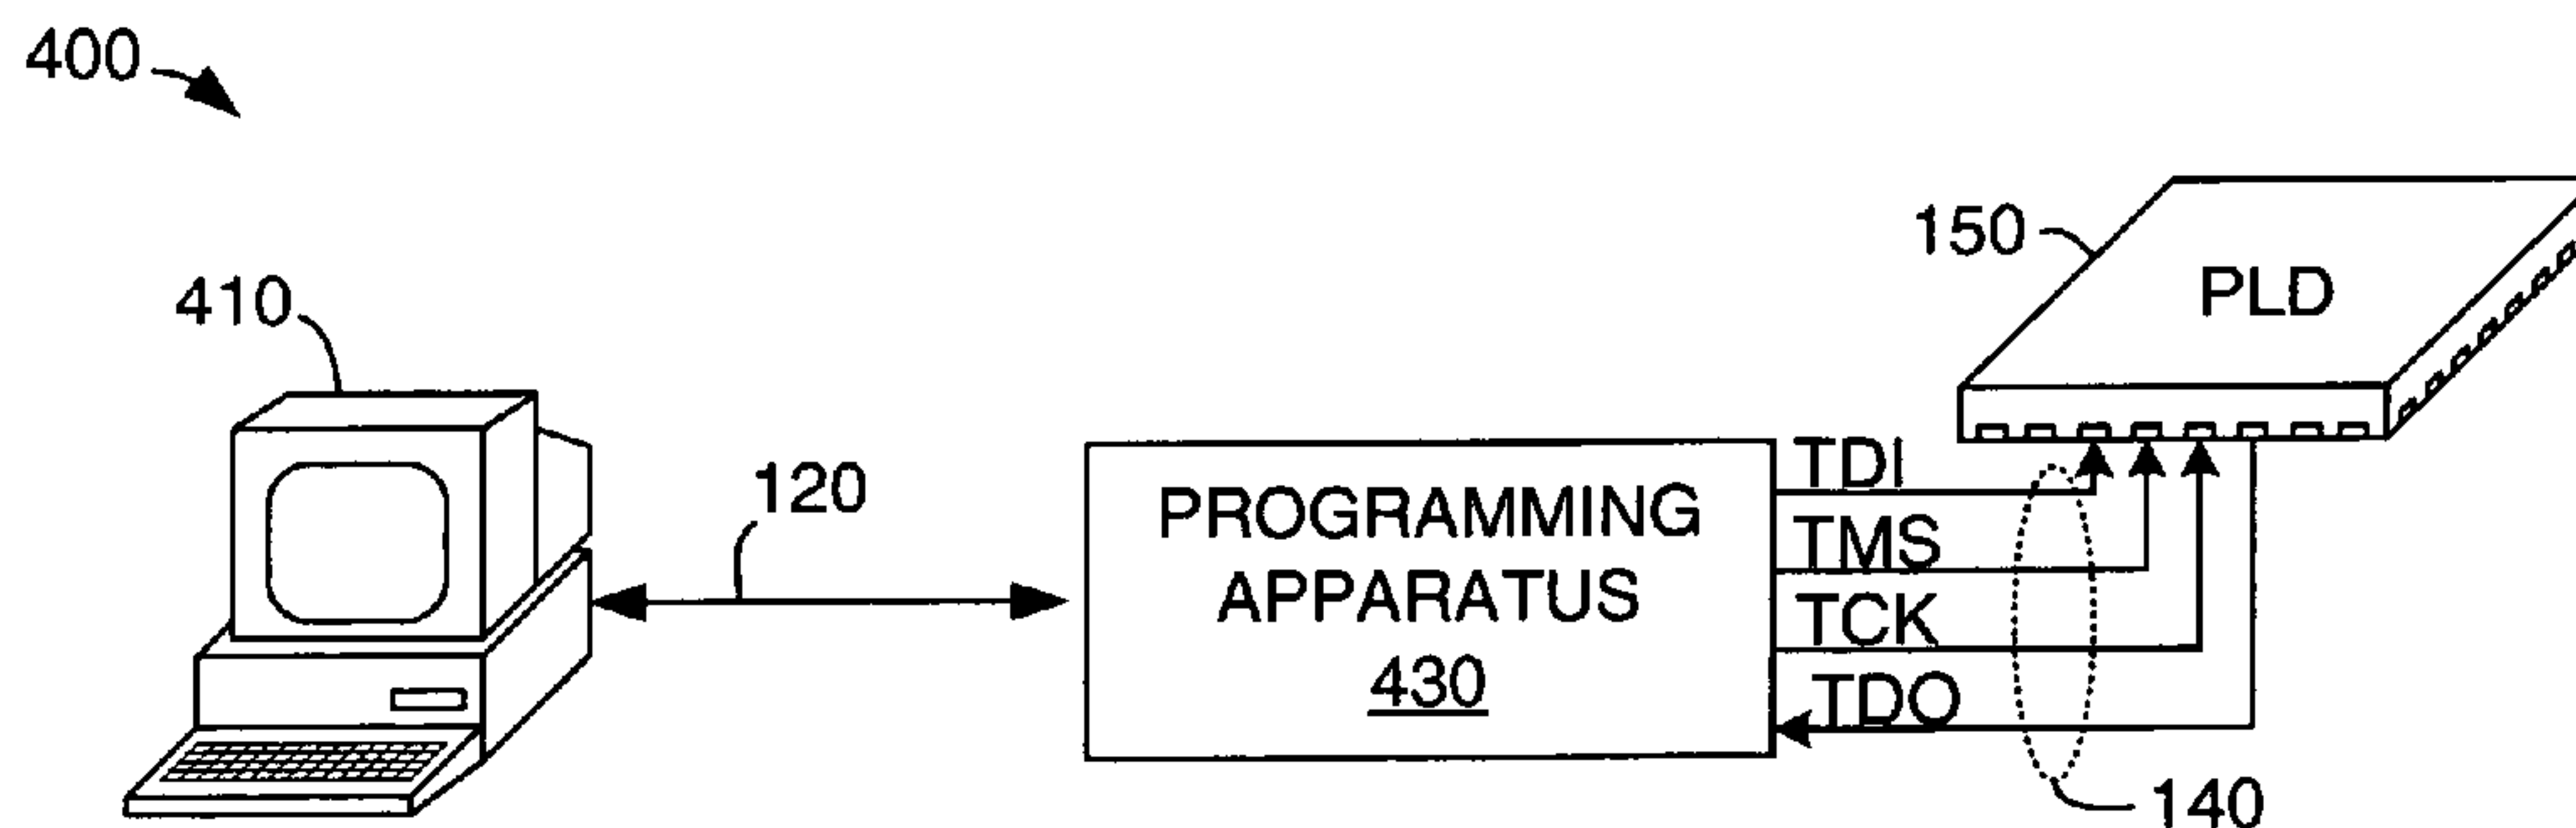 400
410
120
PROGRAMMING
APPARATUS
430
TDI
TMS
TCK
TDO
150
PLD
140